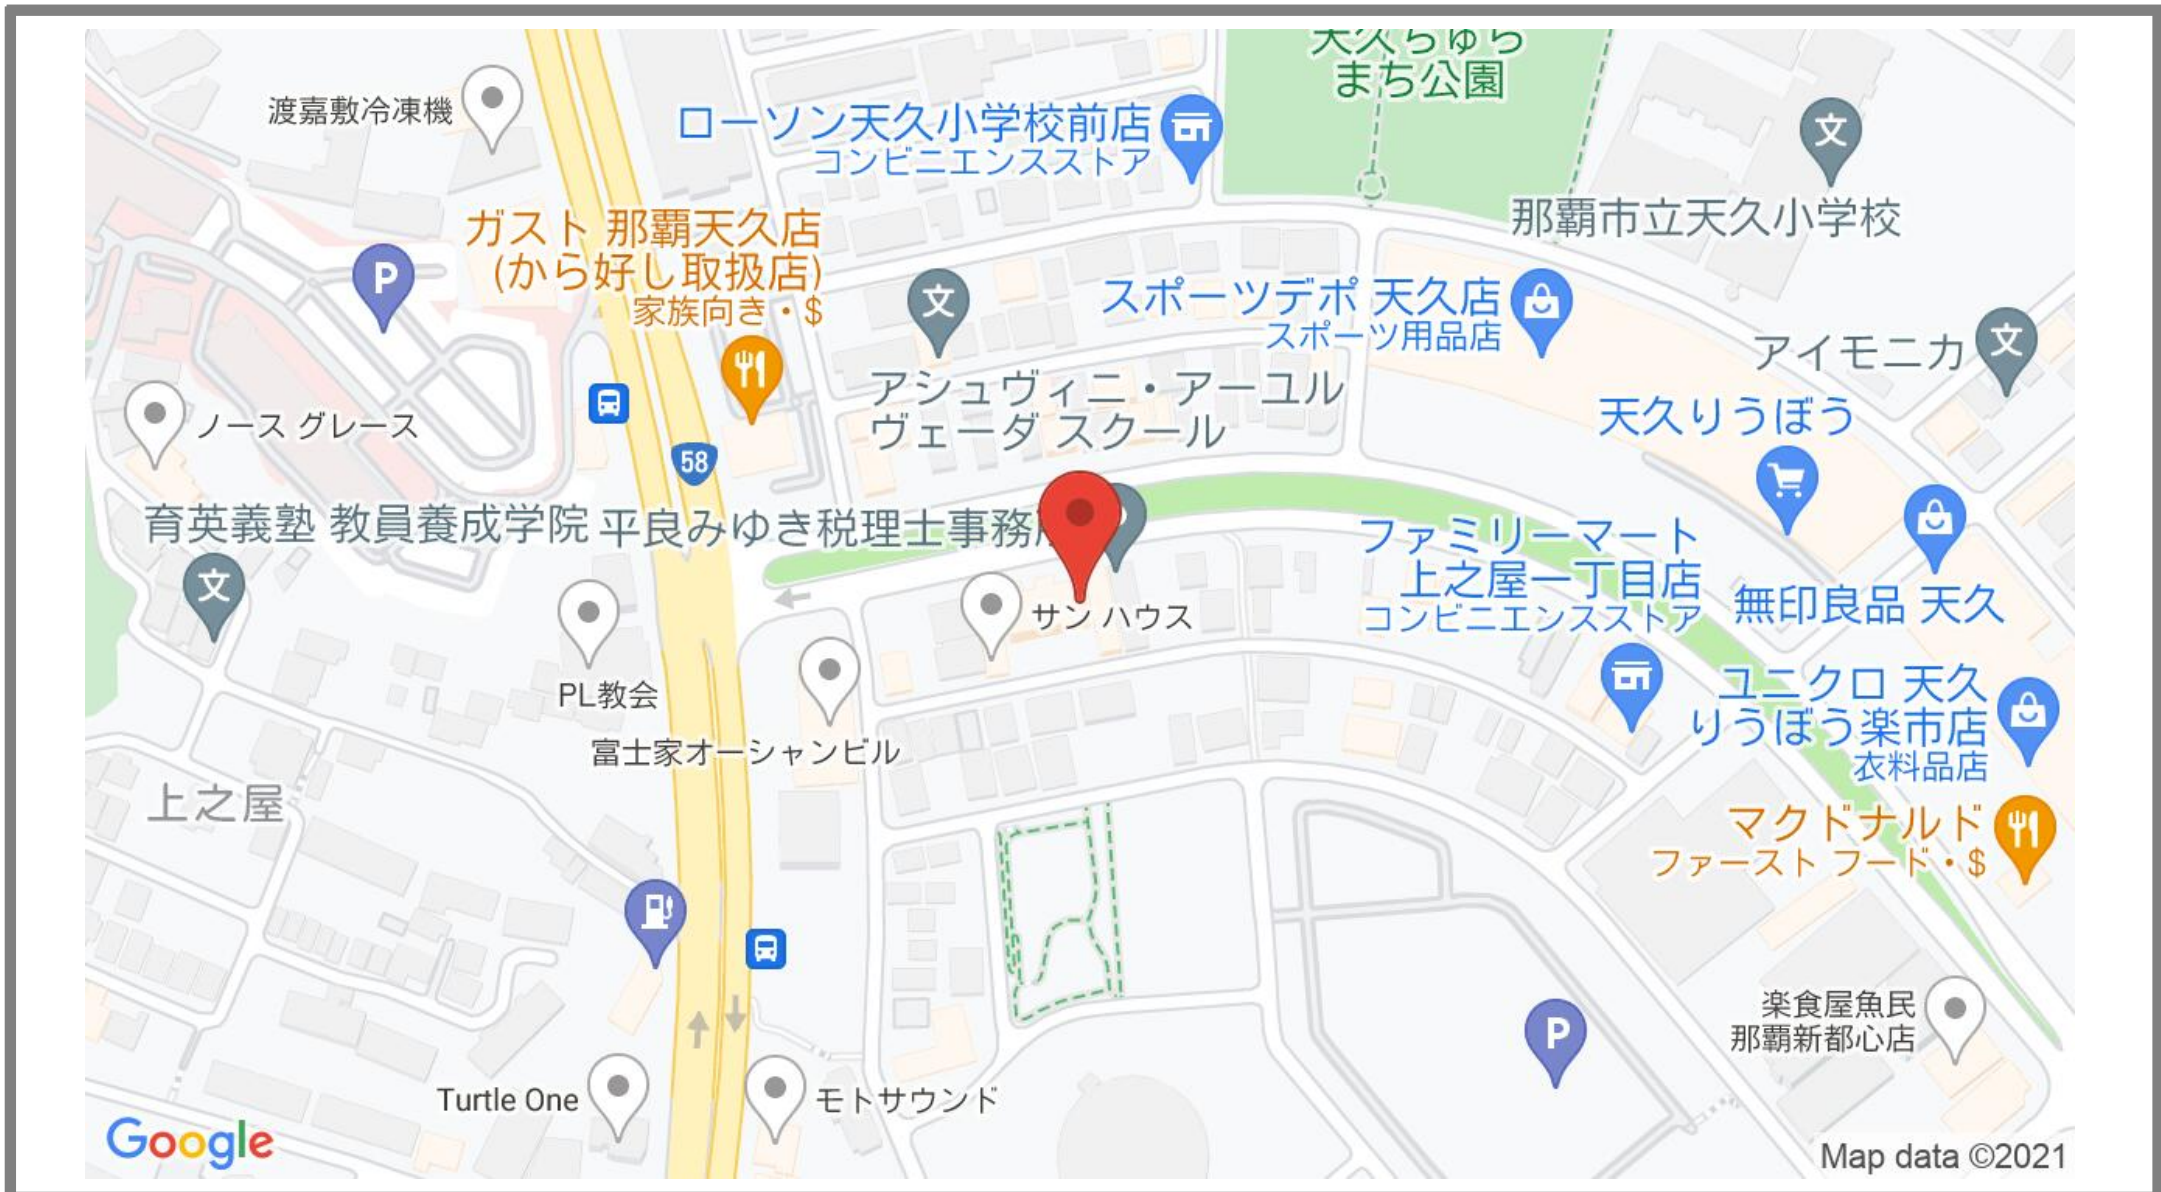 天久ちゅら
まち公園
渡嘉敷冷凍機
ローソン天久小学校前店
コンビニエンスストア
文
那覇市立天久小学校
ガスト 那覇天久店
(から好し取扱店)
家族向き・$
P
文
スポーツデポ 天久店
スポーツ用品店
アイモニカ
文
アシュヴィニ・アーユル
ヴェーダ スクール
天久りうぼう
ノース グレース
58
育英義塾 教員養成学院
平良みゆき税理士事務
ファミリーマート
上之屋一丁目店
コンビニエンスストア
無印良品 天久
文
サン ハウス
PL教会
ユニクロ 天久
りうぼう楽市店
衣料品店
富士家オーシャンビル
上之屋
マクドナルド
ファースト フード・$
楽食屋魚民
那覇新都心店
P
Turtle One
モトサウンド
Google
Map data ©2021